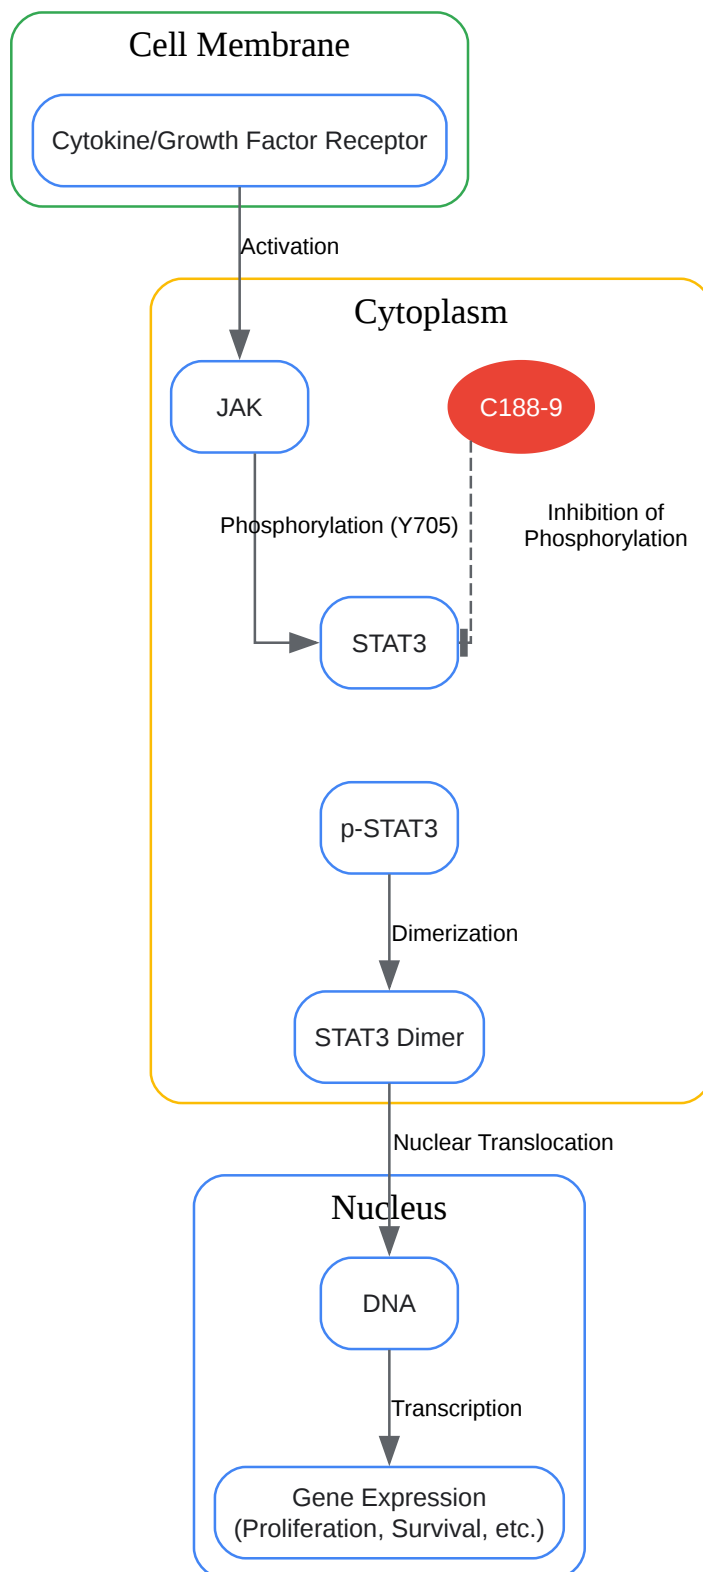 Cell Membrane
Cytokine/Growth Factor Receptor
Activation
Cytoplasm
JAK
C188-9
Phosphorylation (Y705)
Inhibition of
Phosphorylation
STAT3
p-STAT3
Dimerization
STAT3 Dimer
Nuclear Translocation
Nucleus
DNA
Transcription
Gene Expression
(Proliferation, Survival, etc.)